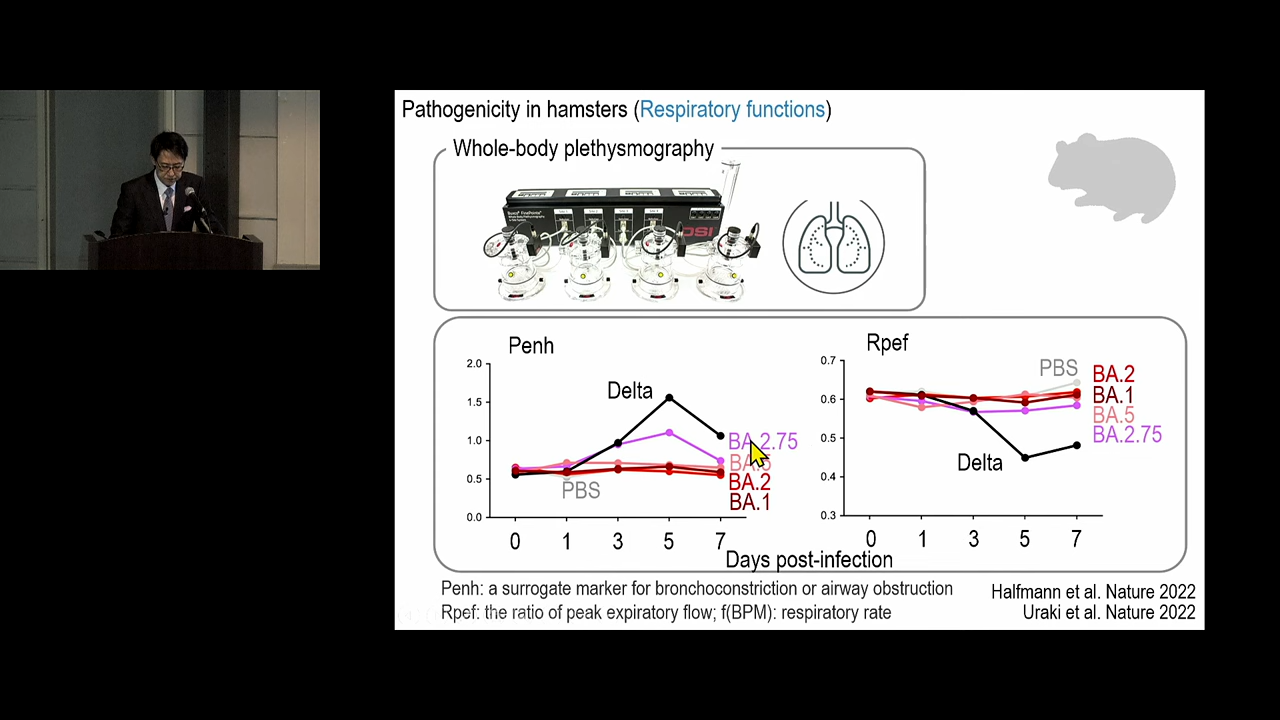 Pathogenicity in hamsters (Respiratory functions)
Whole-body plethysmography
DSI
Penh
2.0
1.5
1.0
0.5
0.0
Delta
BA.2.75
BA.5
BA.2
BA.1
PBS
0 1 3 5 7
Rpef
0.7
0.6
0.5
0.4
0.3
PBS
BA.2
BA.1
BA.5
BA.2.75
Delta
0 1 3 5 7
Days post-infection
Penh: a surrogate marker for bronchoconstriction or airway obstruction
Rpef: the ratio of peak expiratory flow; f(BPM): respiratory rate
Halfmann et al. Nature 2022
Uraki et al. Nature 2022